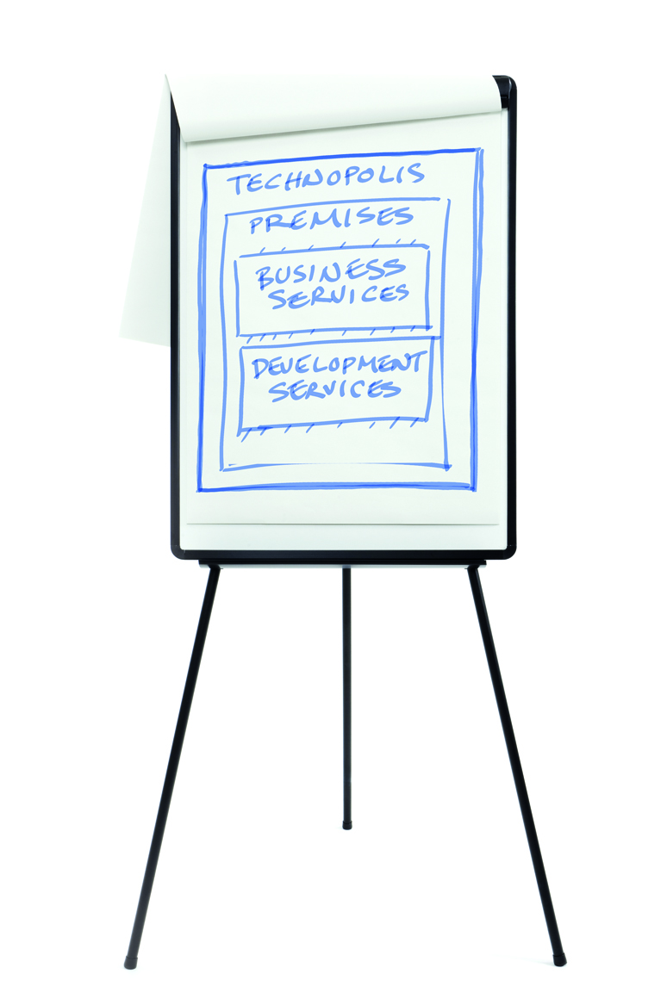 TECHNOPOLIS
PREMISES
BUSINESS
SERVICES
DEVELOPMENT
SERVICES